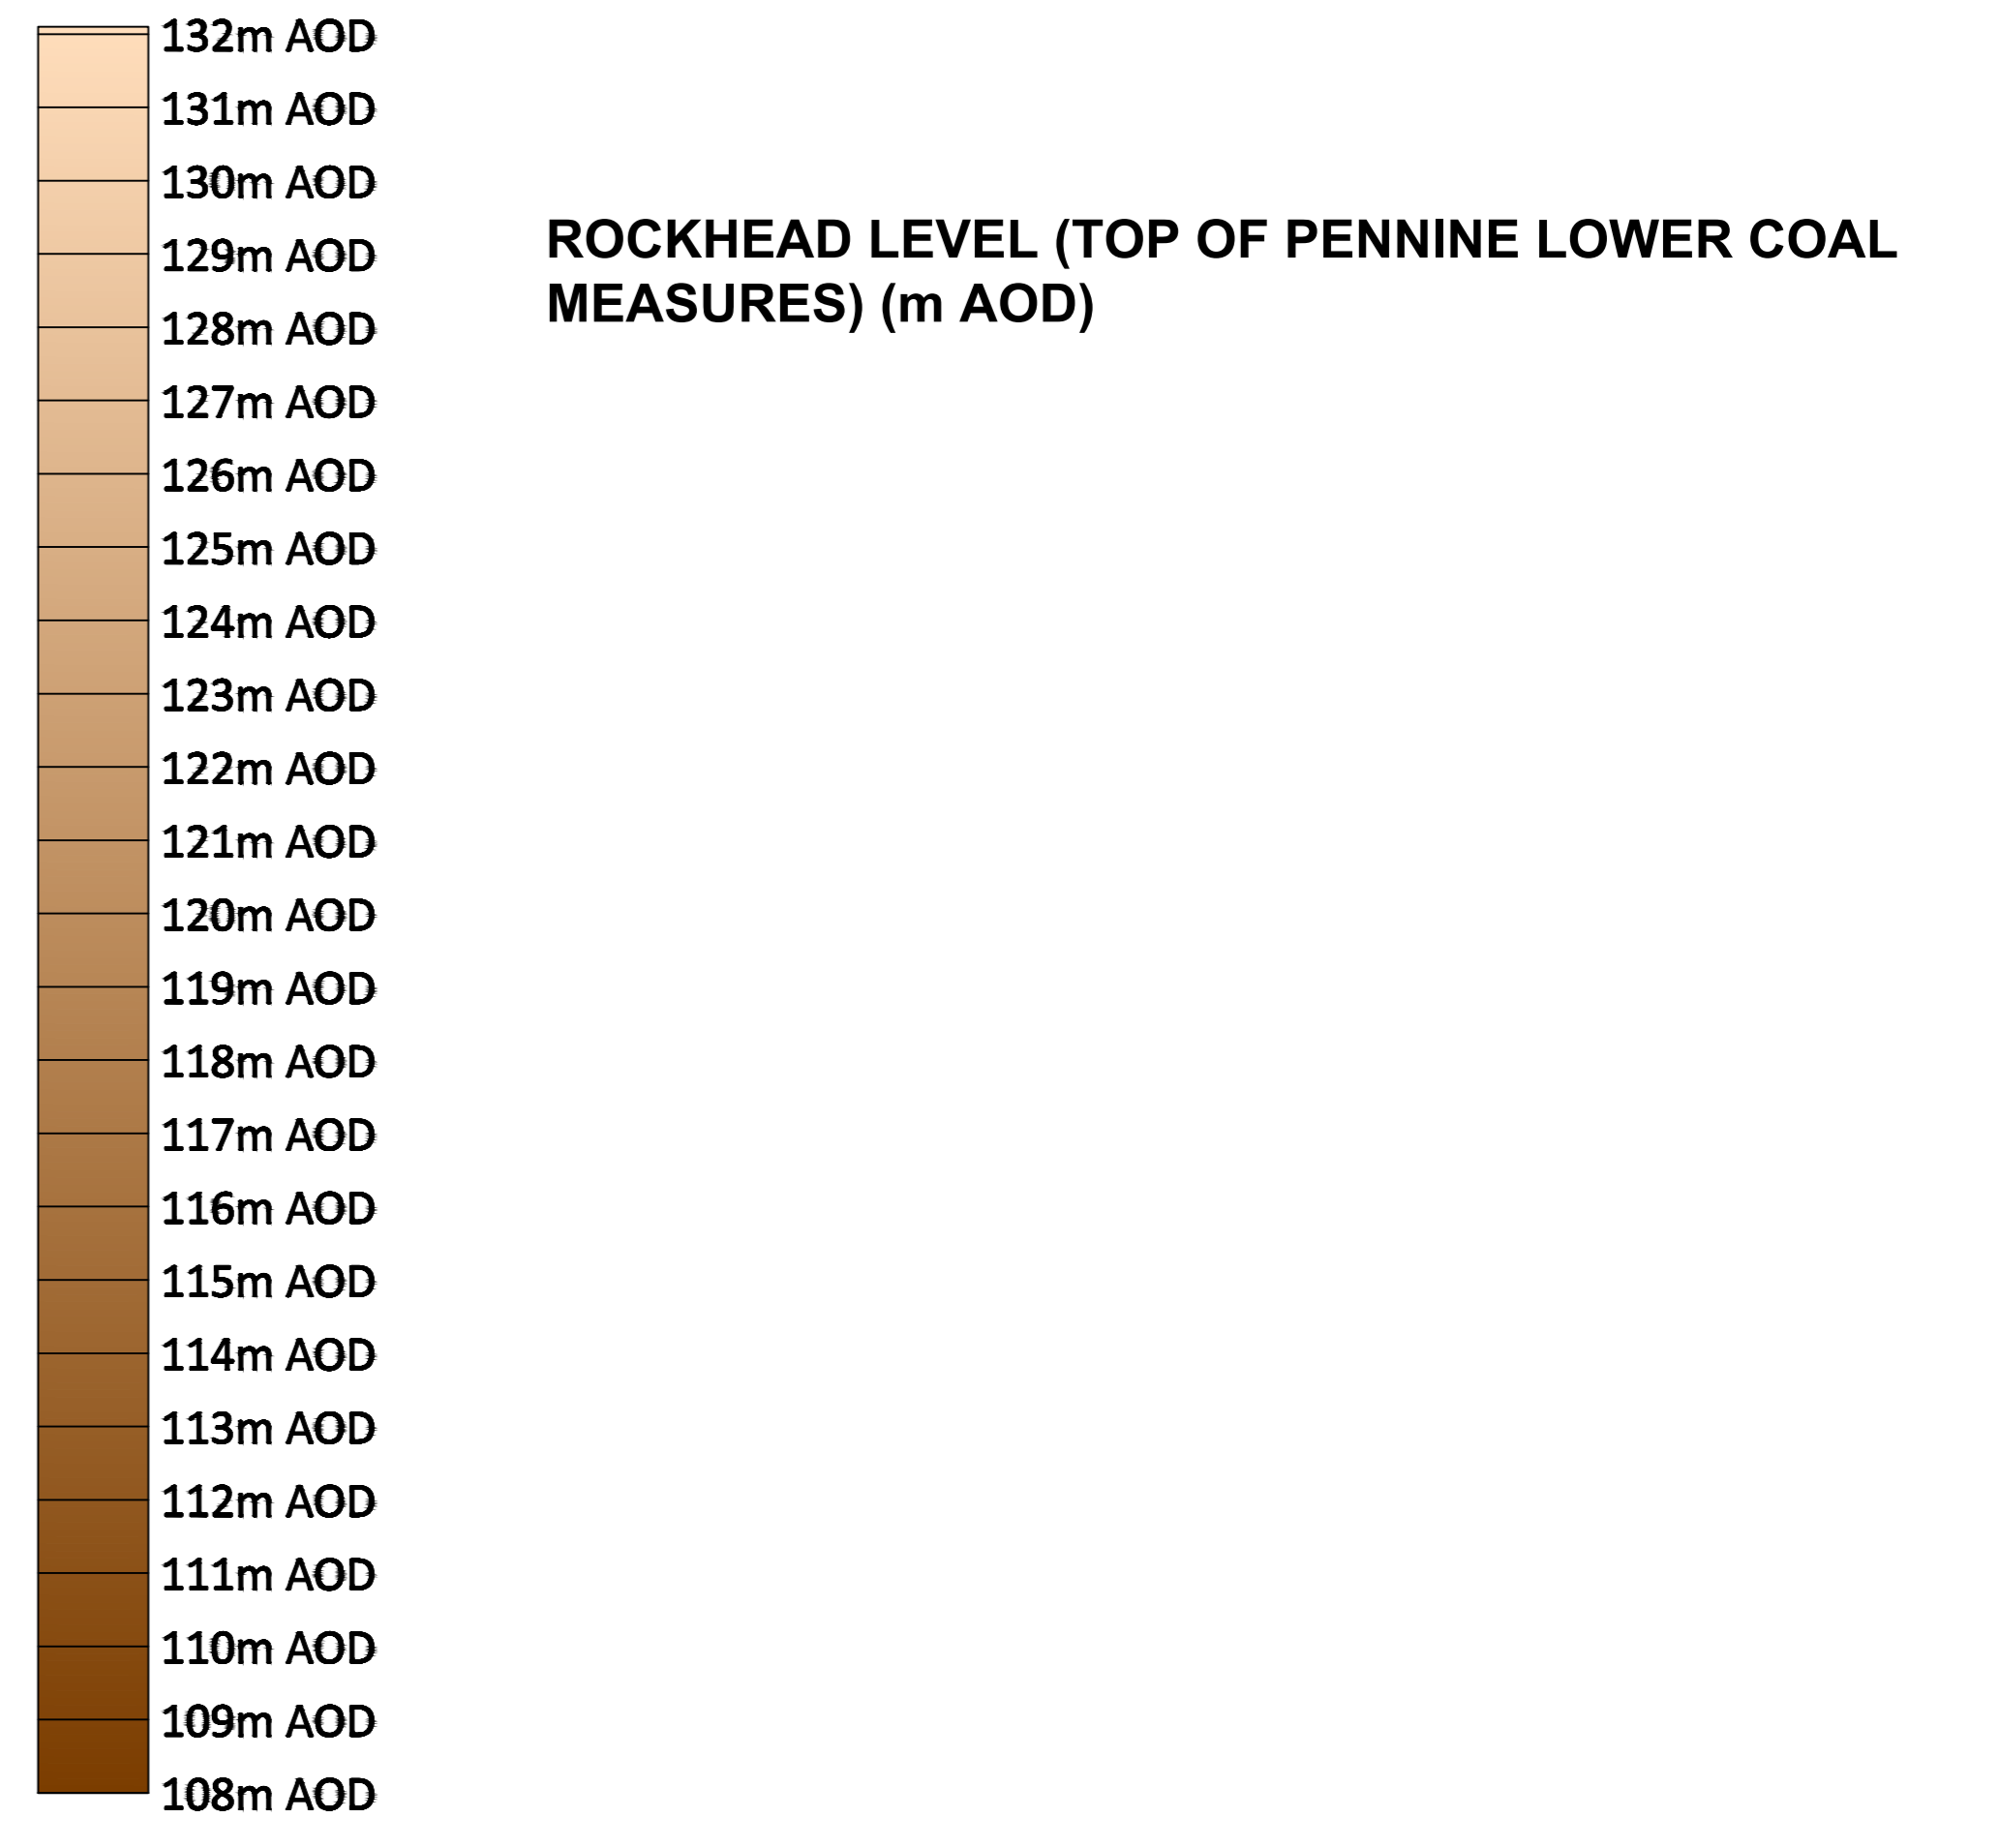 132m AOD
131m AOD
130m AOD
129m AOD
128m AOD
127m AOD
126m AOD
125m AOD
124m AOD
123m AOD
122m AOD
121m AOD
120m AOD
119m AOD
118m AOD
117m AOD
116m AOD
115m AOD
114m AOD
113m AOD
112m AOD
111m AOD
110m AOD
109m AOD
108m AOD
ROCKHEAD LEVEL (TOP OF PENNINE LOWER COAL
MEASURES) (m AOD)